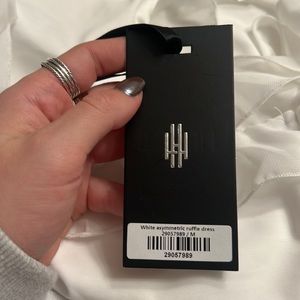 White asymmetric ruffle dress
29057989 / M
29057989